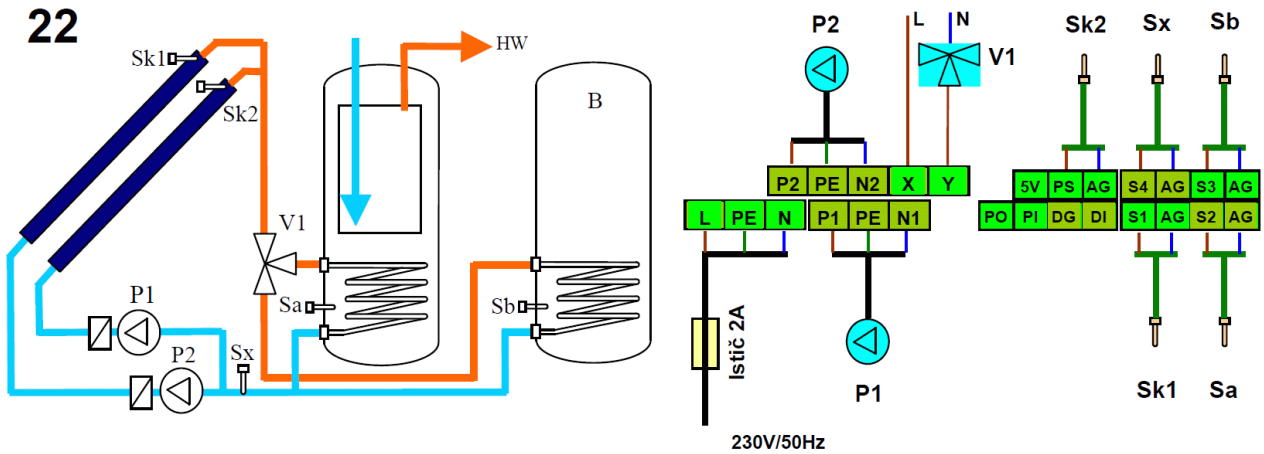 22
Sk1
Sk2
HW
B
V1
Sa
Sb
P1
P2
Sx
P2
L N
V1
Sk2 Sx Sb
P2 PE N2 X Y
L PE N P1 PE N1
5V PS AG S4 AG S3 AG
PO PI DG DI S1 AG S2 AG
Istič 2A
P1
Sk1 Sa
230V/50Hz